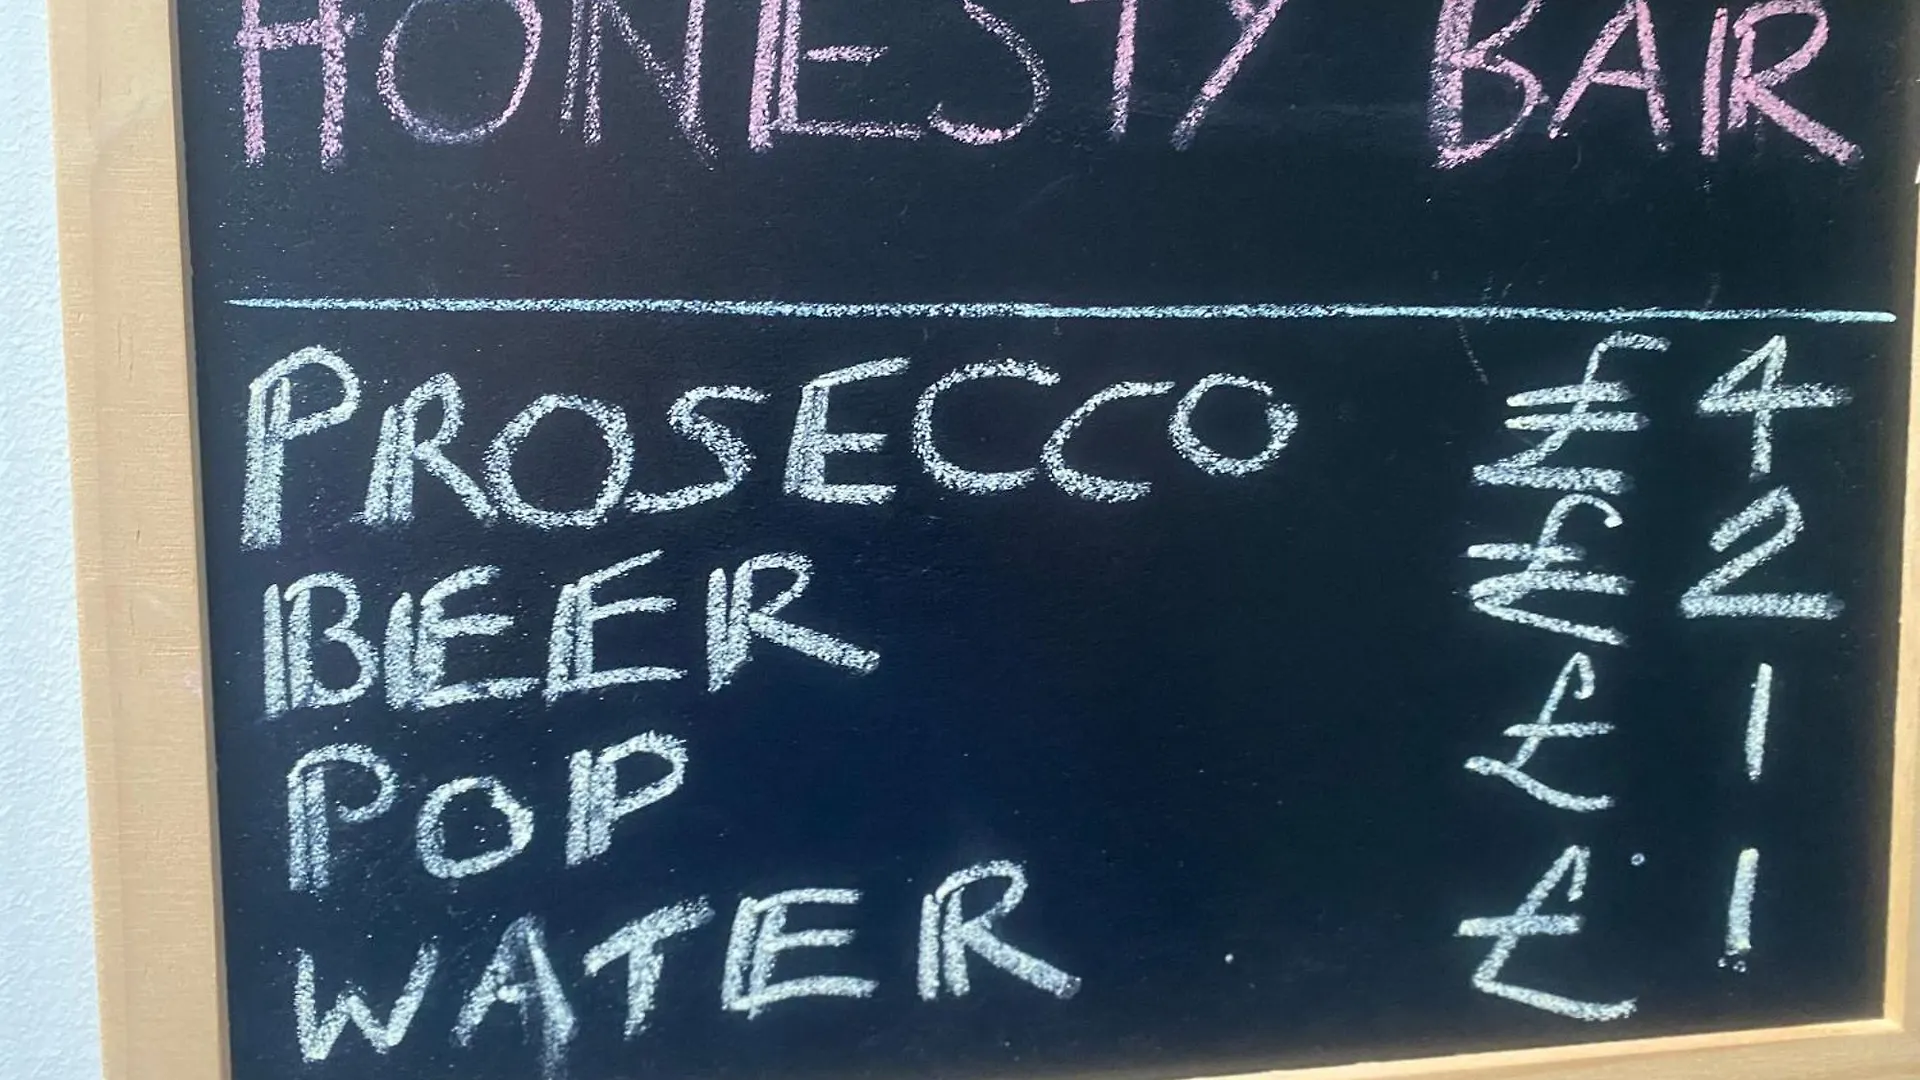 HONESTY BAR
PROSECCO £ 4
BEER £ 2
POP £ 1
WATER £ 1